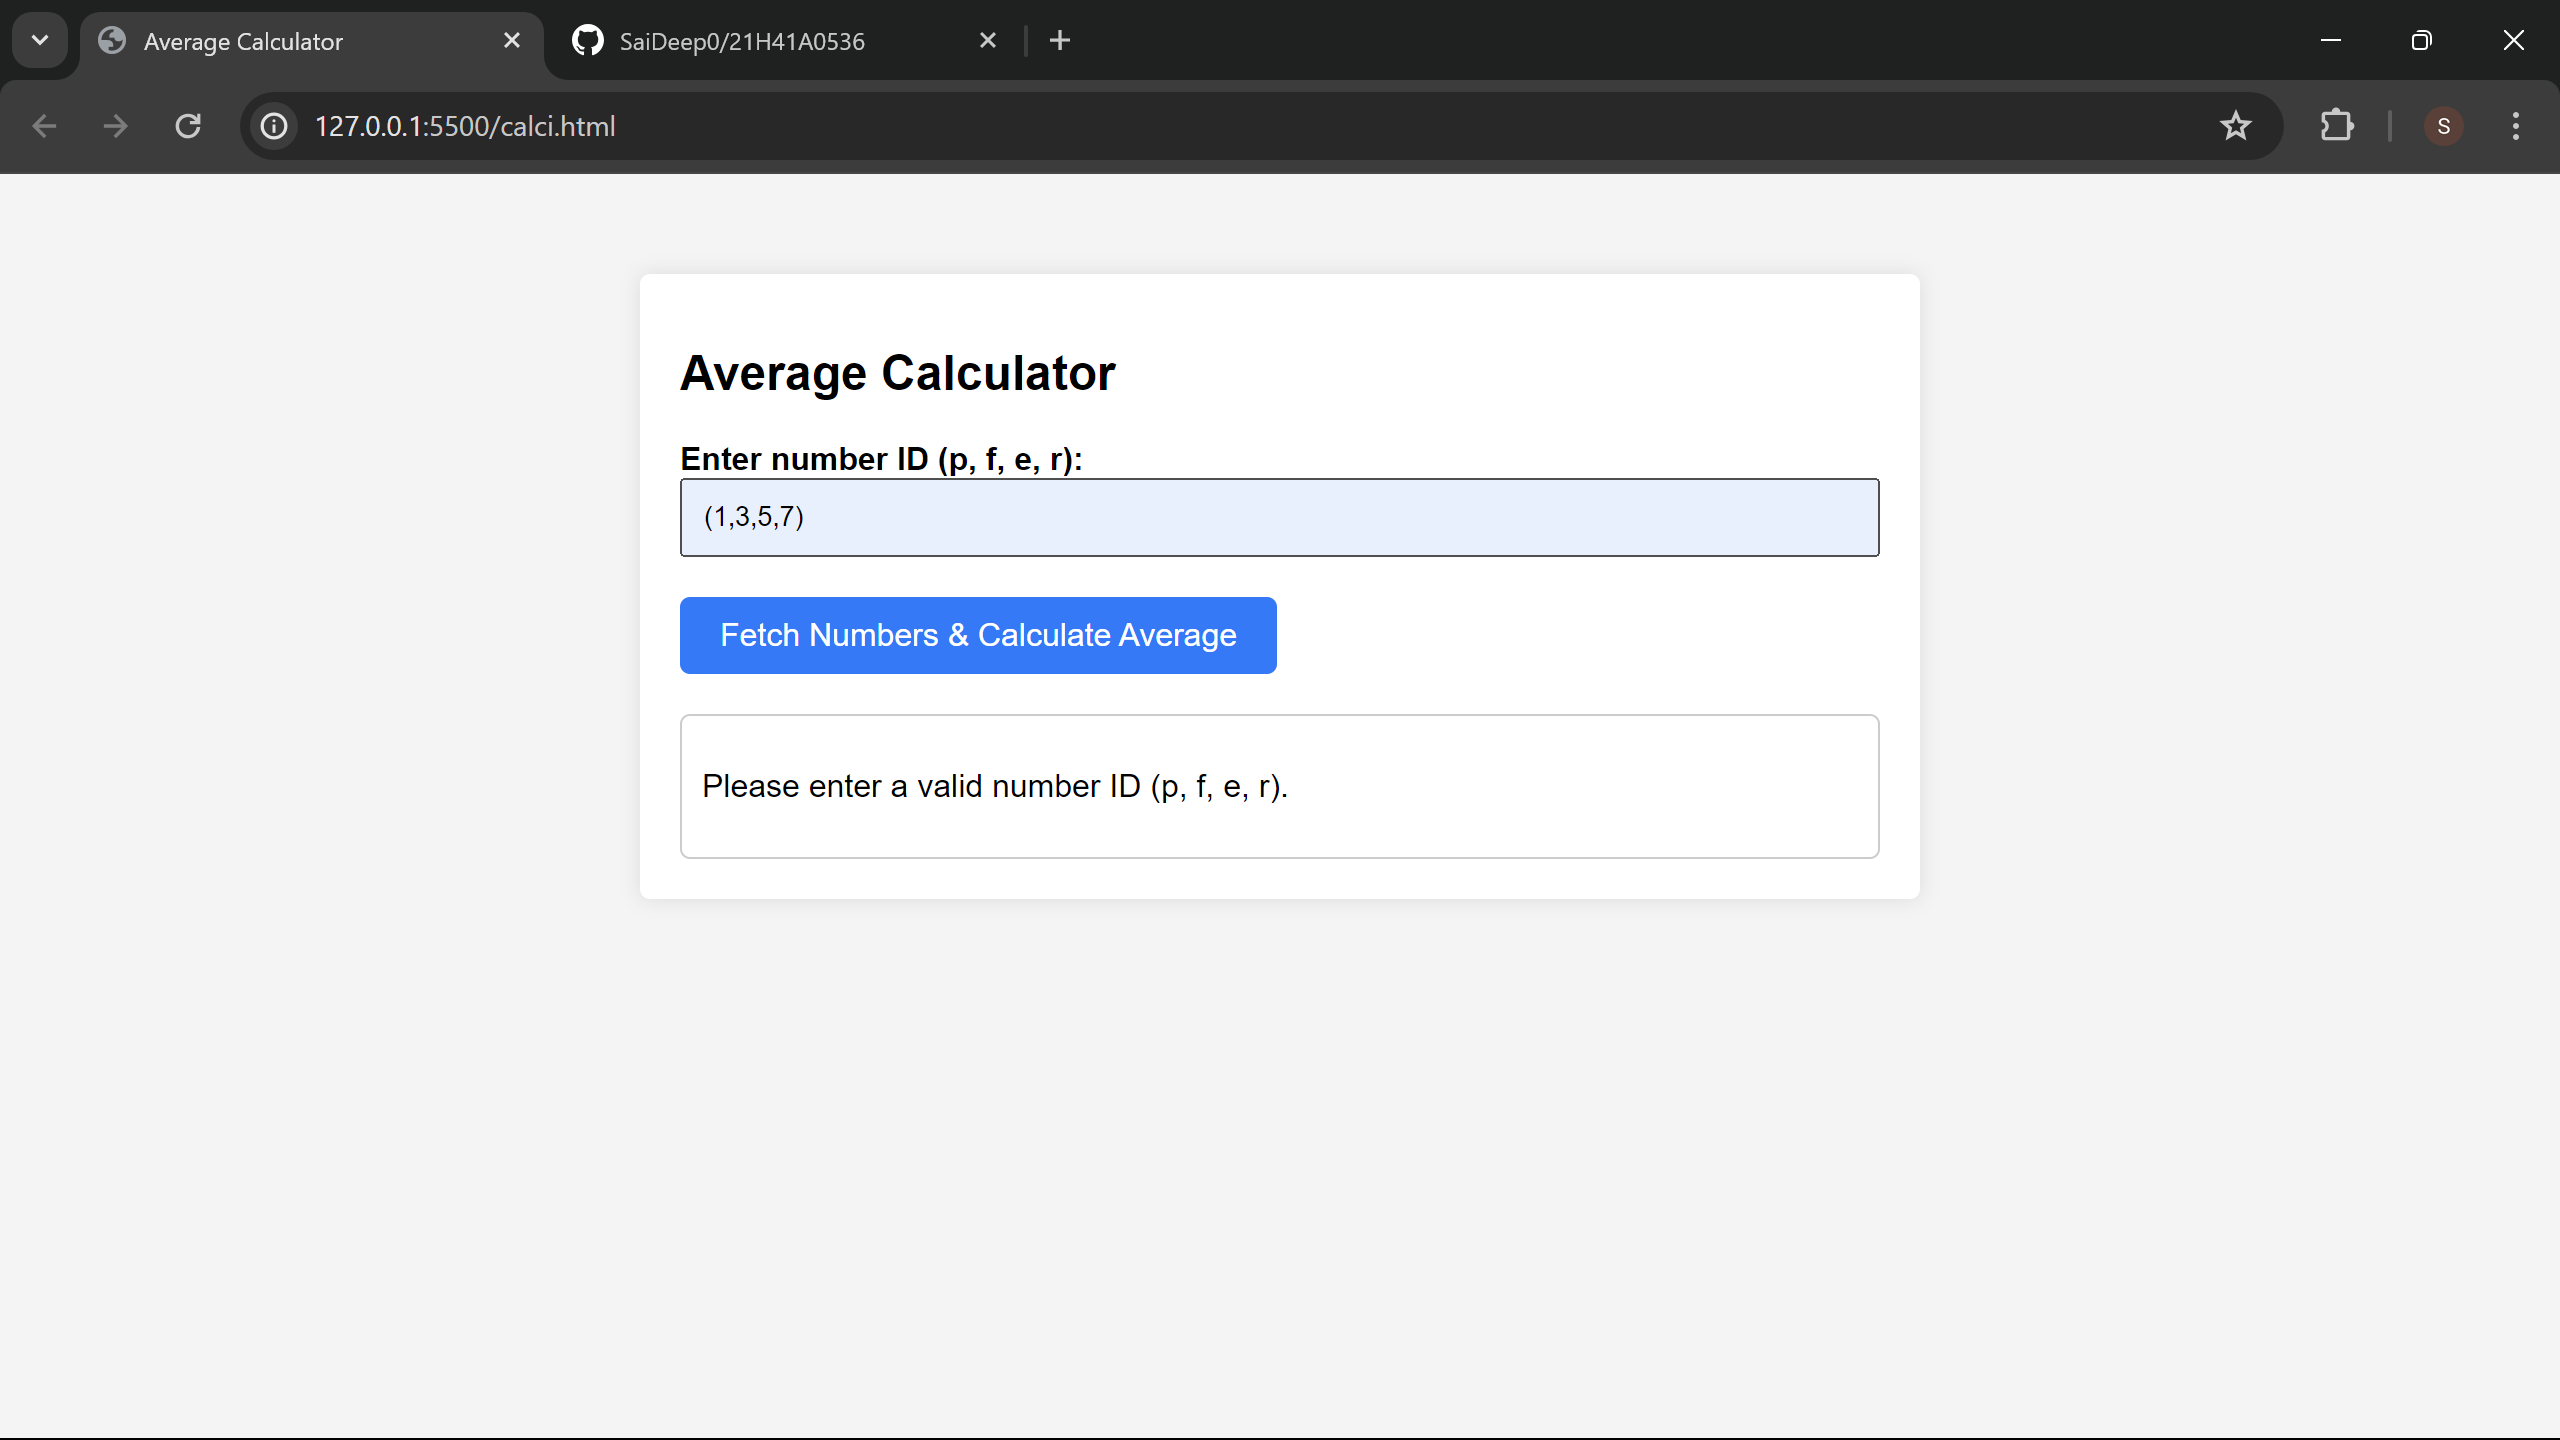 Average Calculator
SaiDeep0/21H41A0536
127.0.0.1:5500/calci.html
S
Average Calculator
Enter number ID (p, f, e, r):
(1,3,5,7)
Fetch Numbers & Calculate Average
Please enter a valid number ID (p, f, e, r).